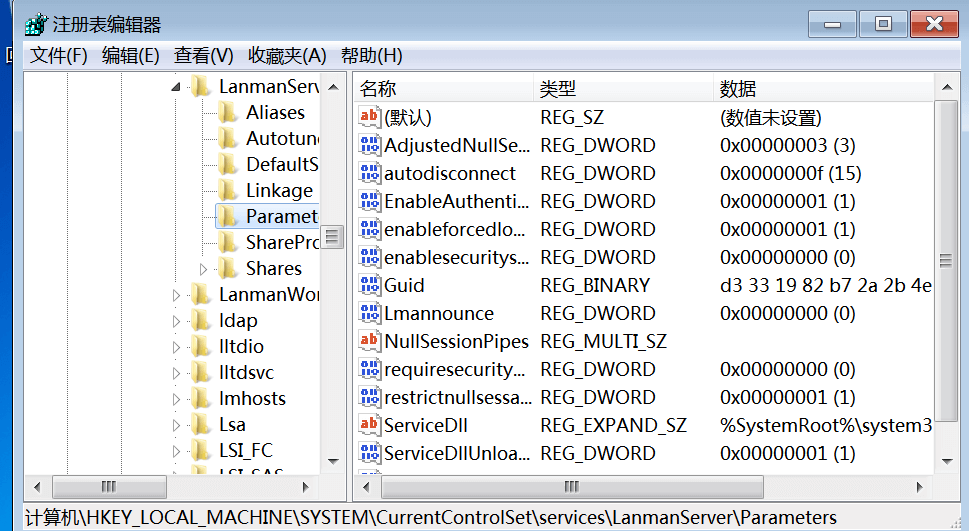 注册表编辑器
文件(F) 编辑(E) 查看(V) 收藏夹(A) 帮助(H)
LanmanServ
Aliases
Autotun
DefaultS
Linkage
Paramet
SharePro
Shares
LanmanWor
ldap
lltdio
lltdsvc
lmhosts
Lsa
LSI_FC
LSI_SAS
名称 类型 数据
(默认) REG_SZ (数值未设置)
AdjustedNullSe... REG_DWORD 0x00000003 (3)
autodisconnect REG_DWORD 0x0000000f (15)
EnableAuthenti... REG_DWORD 0x00000001 (1)
enableforcedlo... REG_DWORD 0x00000001 (1)
enablesecuritys... REG_DWORD 0x00000000 (0)
Guid REG_BINARY d3 33 19 82 b7 2a 2b 4e
Lmannounce REG_DWORD 0x00000000 (0)
NullSessionPipes REG_MULTI_SZ
requiresecurity... REG_DWORD 0x00000000 (0)
restrictnullsessa... REG_DWORD 0x00000001 (1)
ServiceDll REG_EXPAND_SZ %SystemRoot%\system3
ServiceDllUnloa... REG_DWORD 0x00000001 (1)
计算机\HKEY_LOCAL_MACHINE\SYSTEM\CurrentControlSet\services\LanmanServer\Parameters